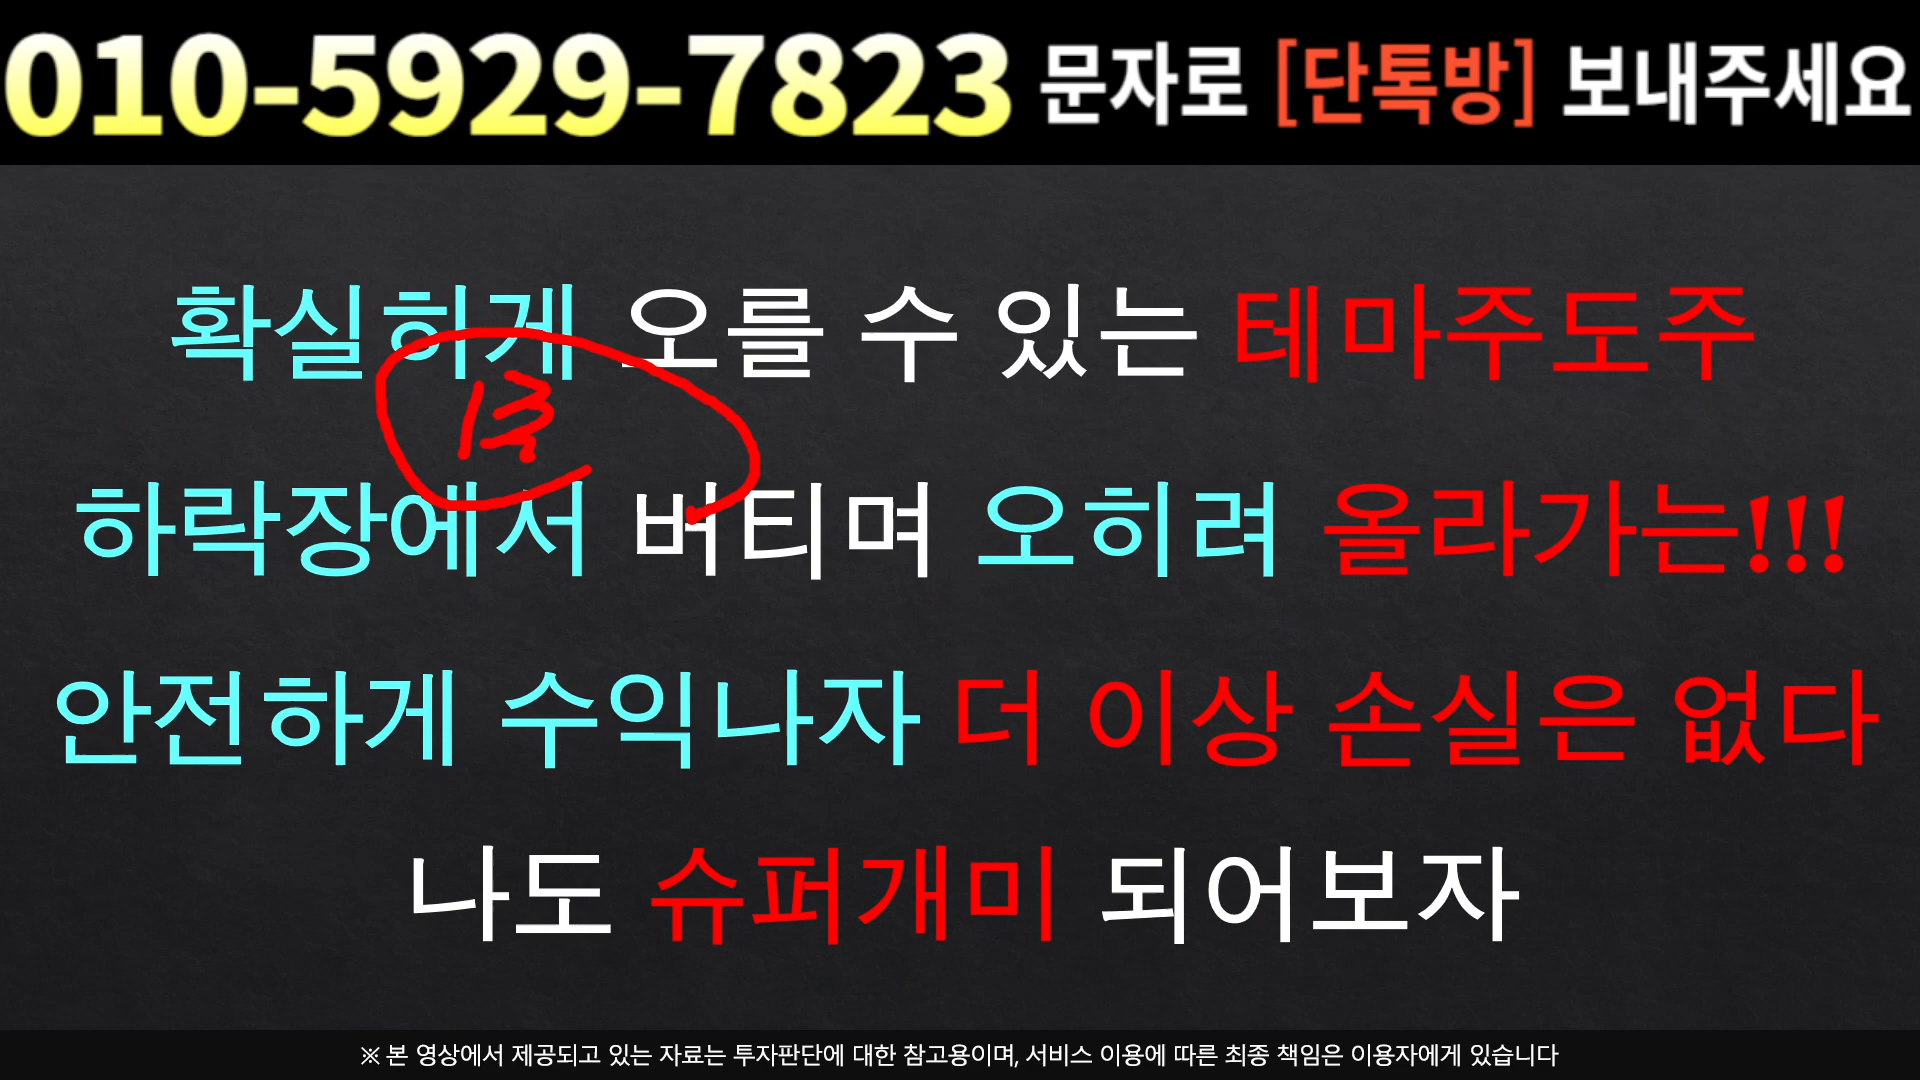 010-5929-7823 문자로 [단톡방] 보내주세요
확실하게 오를 수 있는 테마주도주
하락장에서 버티며 오히려 올라가는!!!
안전하게 수익나자 더 이상 손실은 없다
나도 슈퍼개미 되어보자
※ 본 영상에서 제공되고 있는 자료는 투자판단에 대한 참고용이며, 서비스 이용에 따른 최종 책임은 이용자에게 있습니다